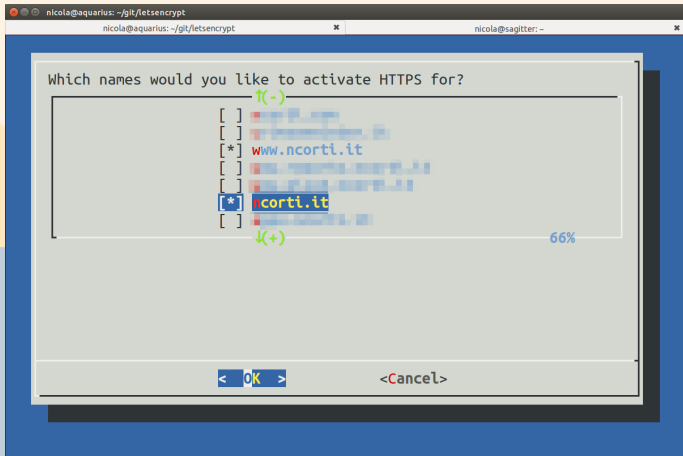 nicola@aquarius: ~/git/letsencrypt
nicola@aquarius: ~/git/letsencrypt ✖ nicola@sagitter: ~ ✖
Which names would you like to activate HTTPS for?
↑(-)
[ ]
[ ]
[*] www.ncorti.it
[ ]
[ ]
[*] ncorti.it
[ ]
↓(+) 66%
< OK > <Cancel>